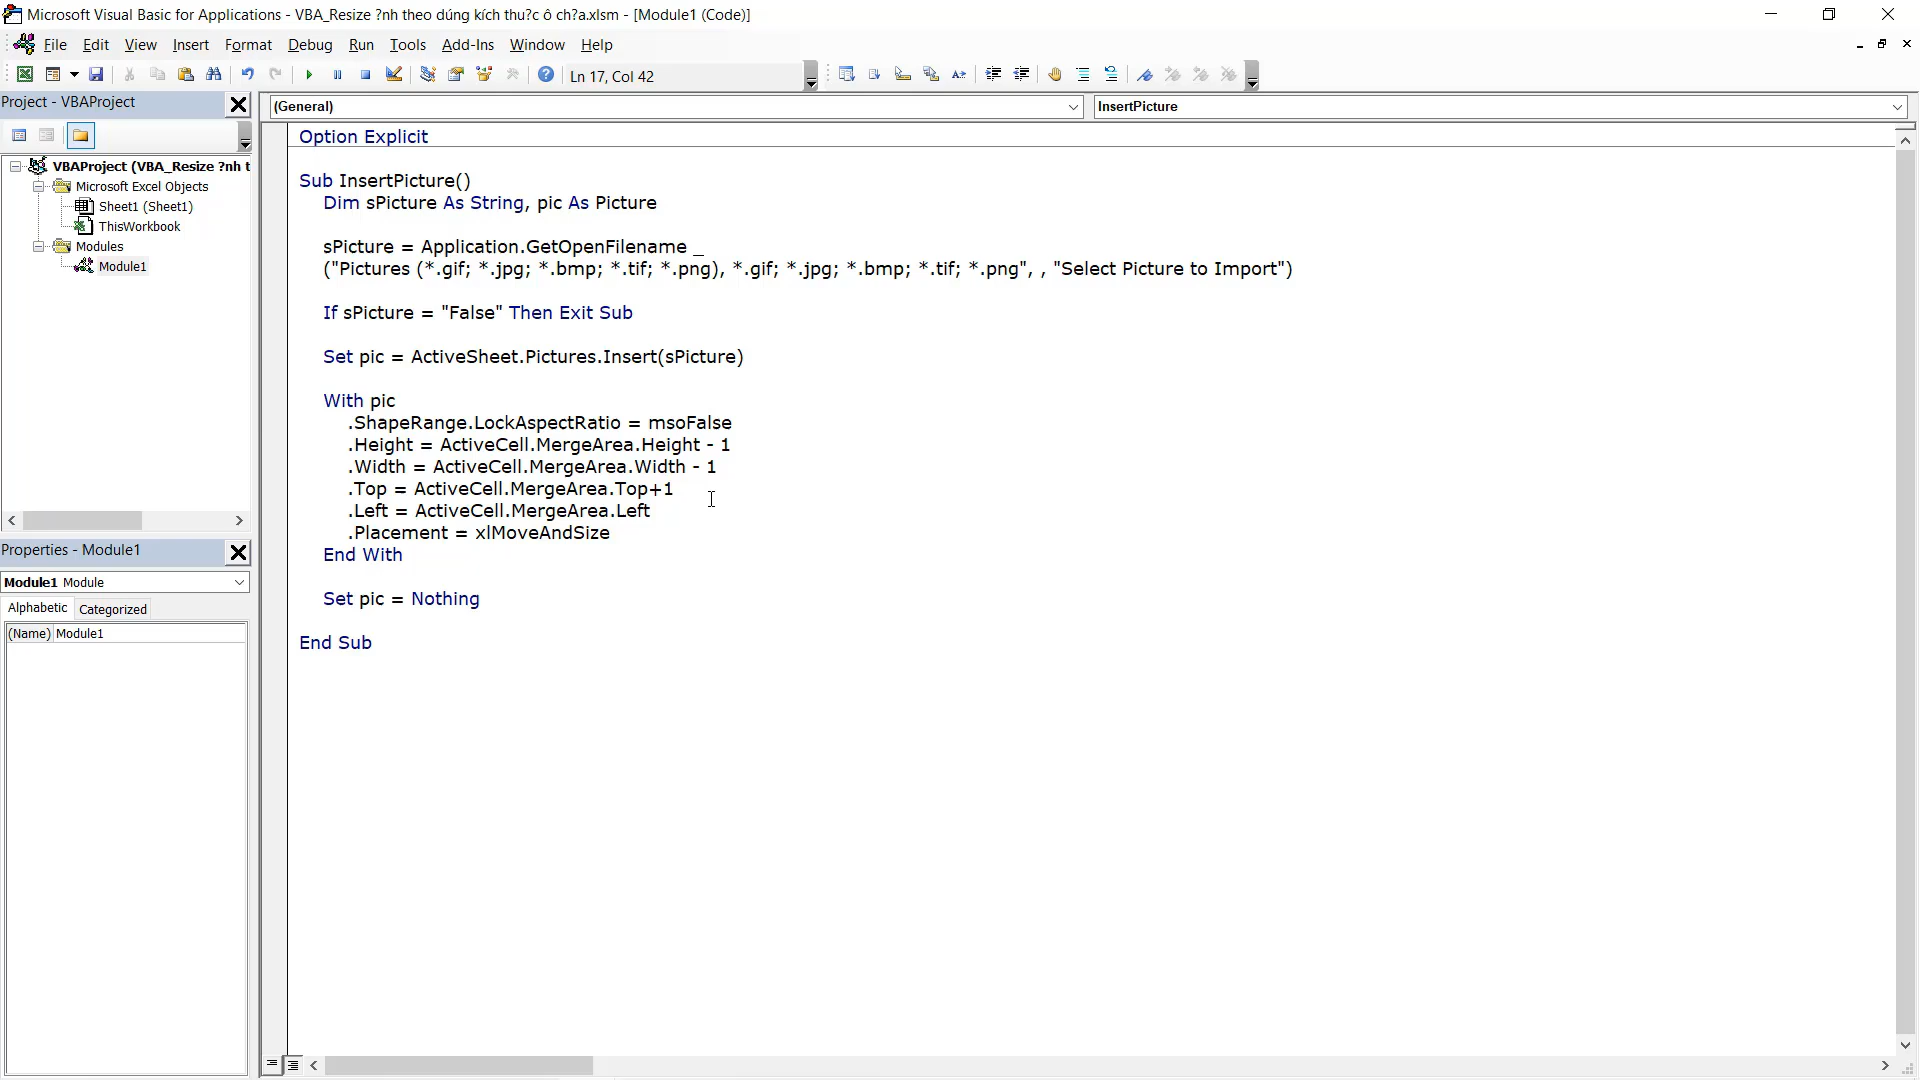 Microsoft Visual Basic for Applications - VBA_Resize ?nh theo dúng kích thu?c ô ch?a.xlsm - [Module1 (Code)]
File Edit View Insert Format Debug Run Tools Add-Ins Window Help
Ln 17, Col 42
Project - VBAProject
VBAProject (VBA_Resize ?nh t
Microsoft Excel Objects
Sheet1 (Sheet1)
ThisWorkbook
Modules
Module1
Properties - Module1
Module1 Module
Alphabetic Categorized
(Name) Module1
(General) InsertPicture
Option Explicit
Sub InsertPicture()
Dim sPicture As String, pic As Picture
sPicture = Application.GetOpenFilename _
("Pictures (*.gif; *.jpg; *.bmp; *.tif; *.png), *.gif; *.jpg; *.bmp; *.tif; *.png", , "Select Picture to Import")
If sPicture = "False" Then Exit Sub
Set pic = ActiveSheet.Pictures.Insert(sPicture)
With pic
.ShapeRange.LockAspectRatio = msoFalse
.Height = ActiveCell.MergeArea.Height - 1
.Width = ActiveCell.MergeArea.Width - 1
.Top = ActiveCell.MergeArea.Top+1
.Left = ActiveCell.MergeArea.Left
.Placement = xlMoveAndSize
End With
Set pic = Nothing
End Sub